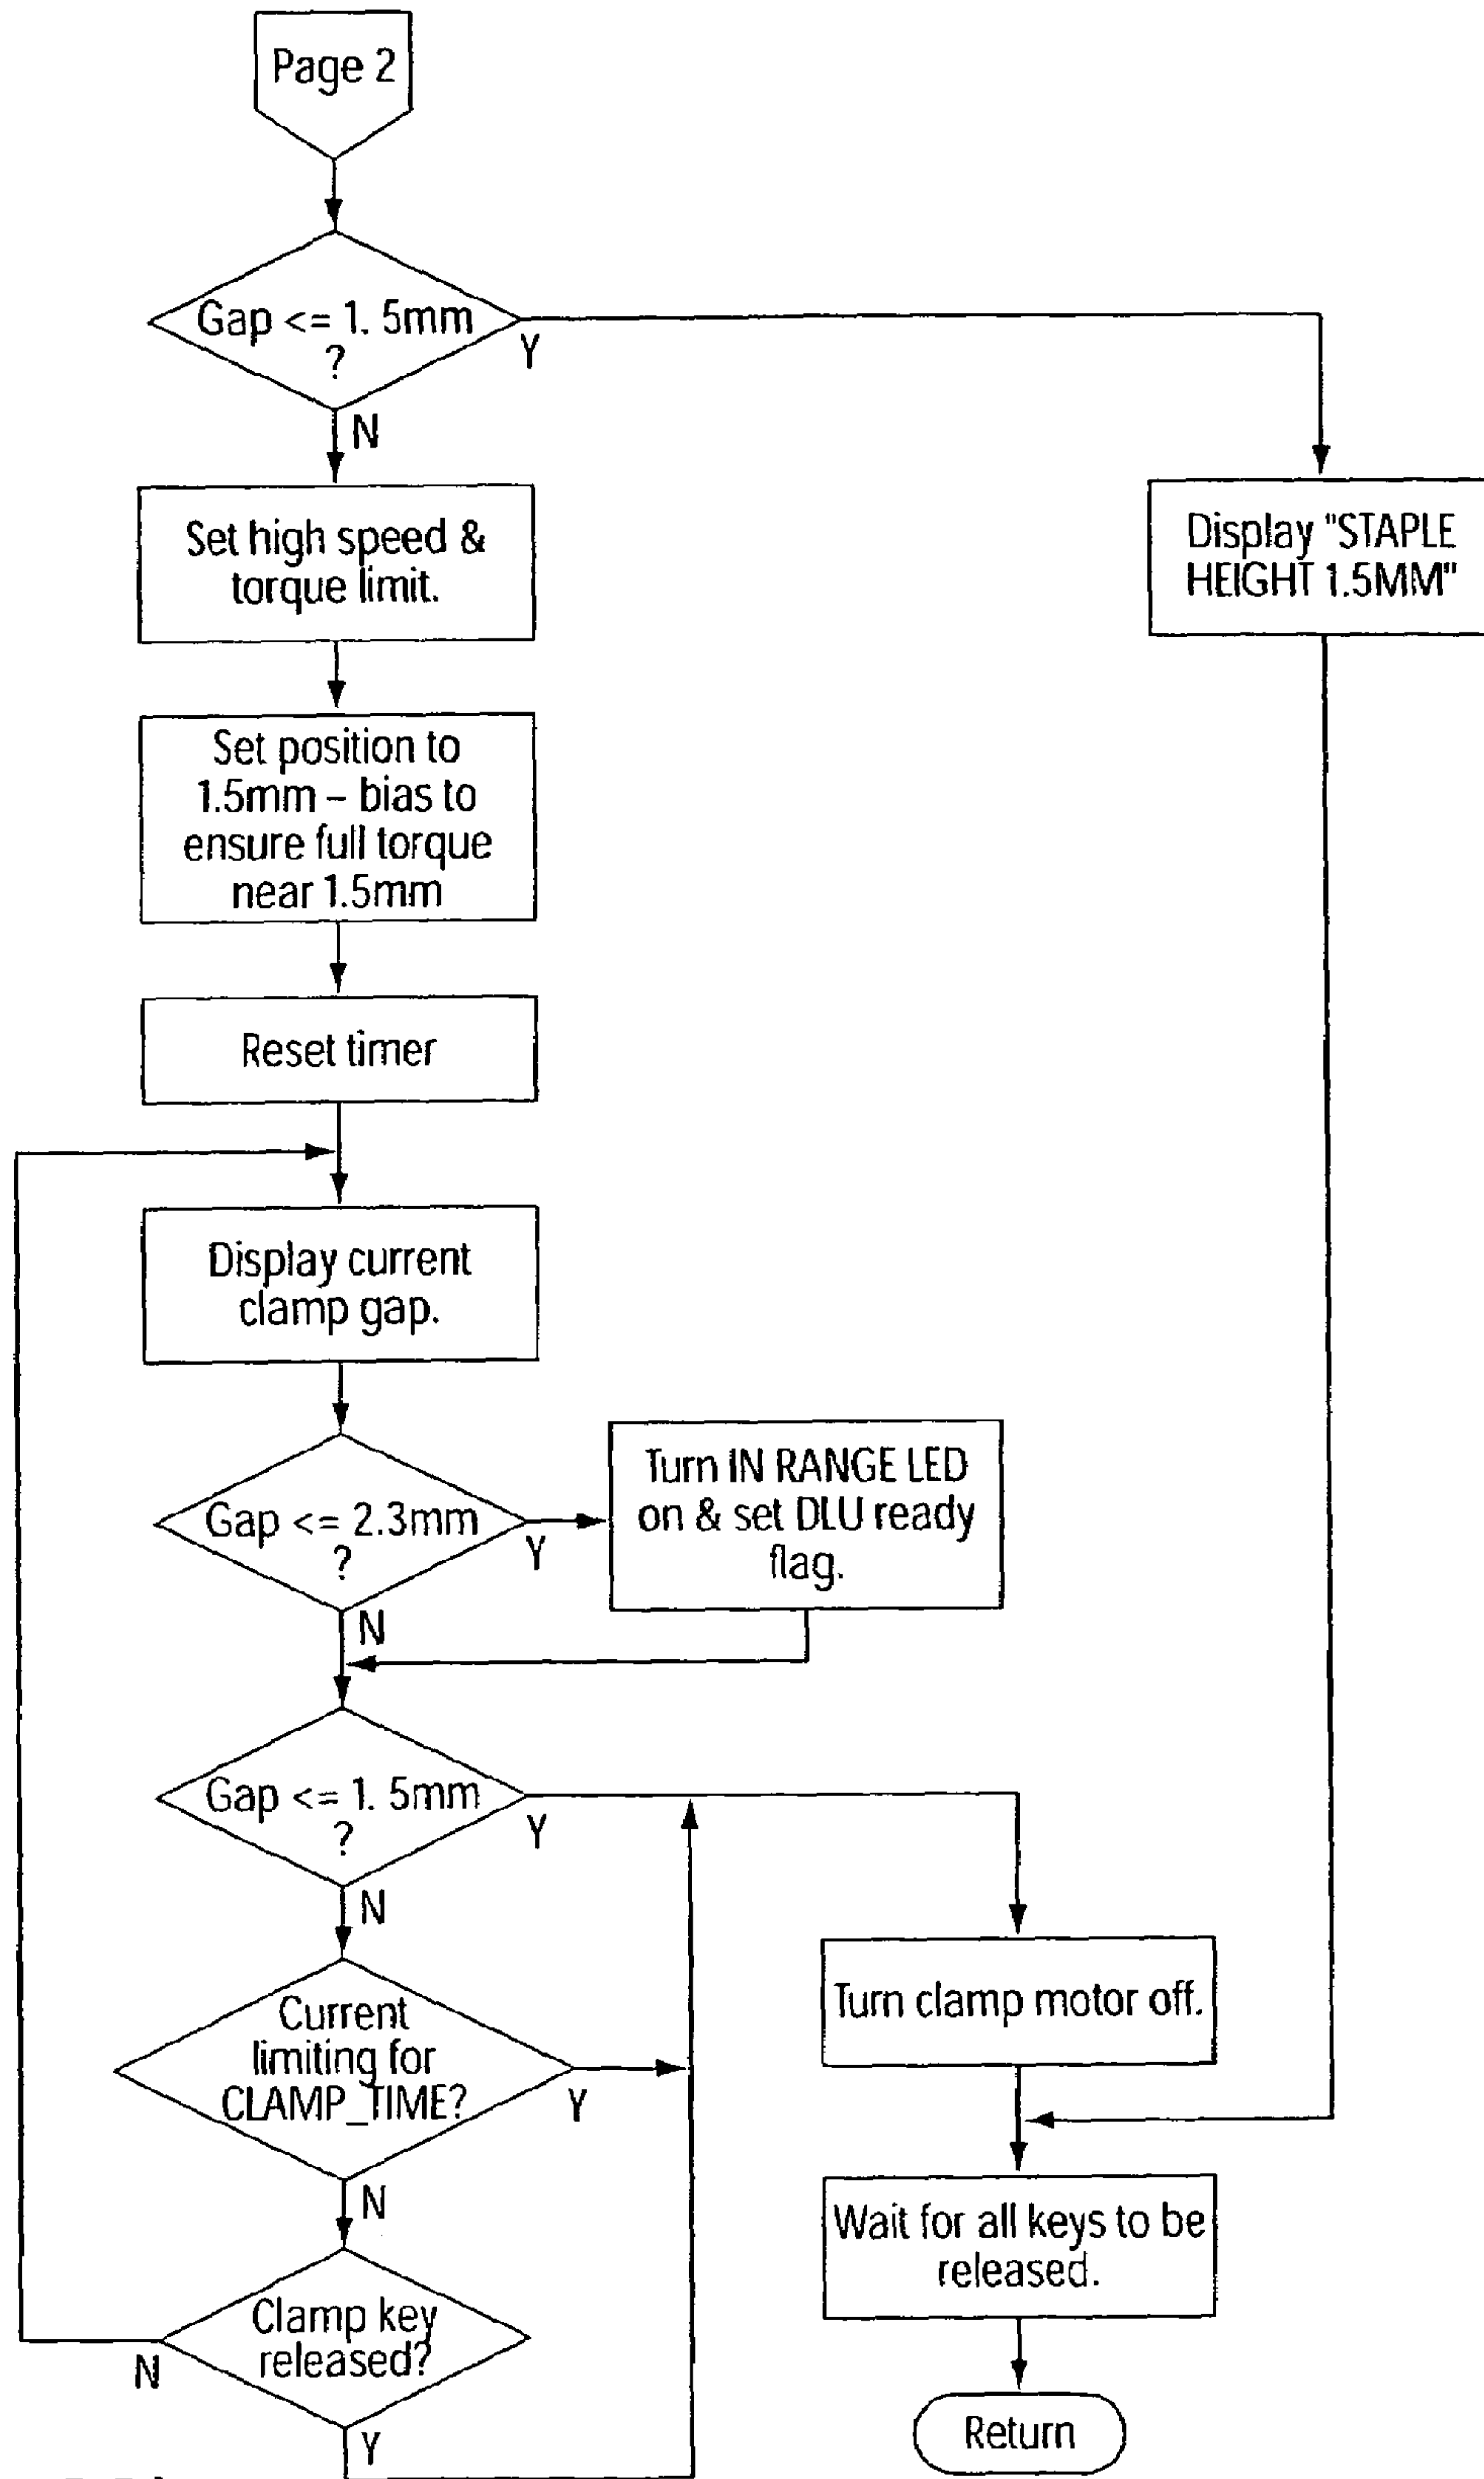 Page 2
Gap <= 1. 5mm
?
Y
N
Set high speed &
torque limit.
Display "STAPLE
HEIGHT 1.5MM"
Set position to
1.5mm – bias to
ensure full torque
near 1.5mm
Reset timer
Display current
clamp gap.
Gap <= 2.3mm
?
Y
N
Turn IN RANGE LED
on & set DLU ready
flag.
Gap <= 1. 5mm
?
Y
N
Current
limiting for
CLAMP_TIME?
Y
N
Clamp key
released?
N
Y
Turn clamp motor off.
Wait for all keys to be
released.
Return